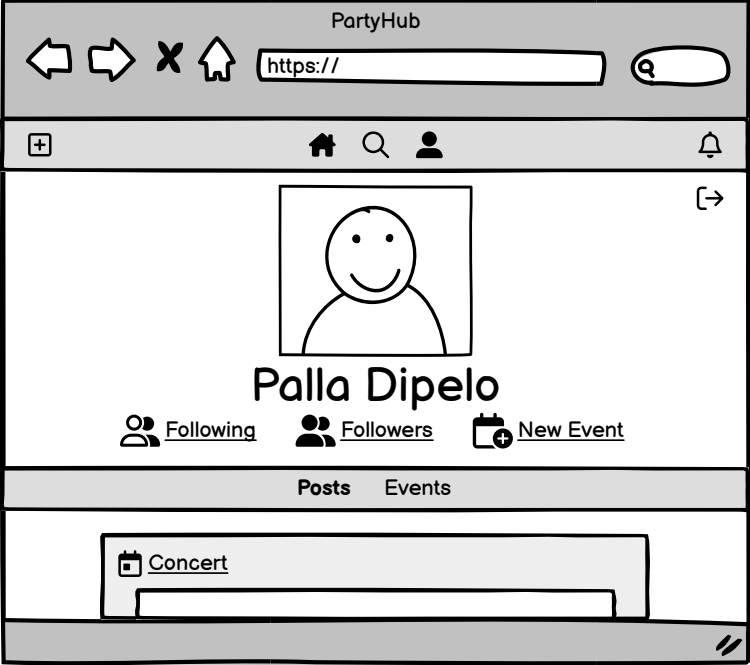 PartyHub
https://
Palla Dipelo
Following Followers New Event
Posts Events
Concert